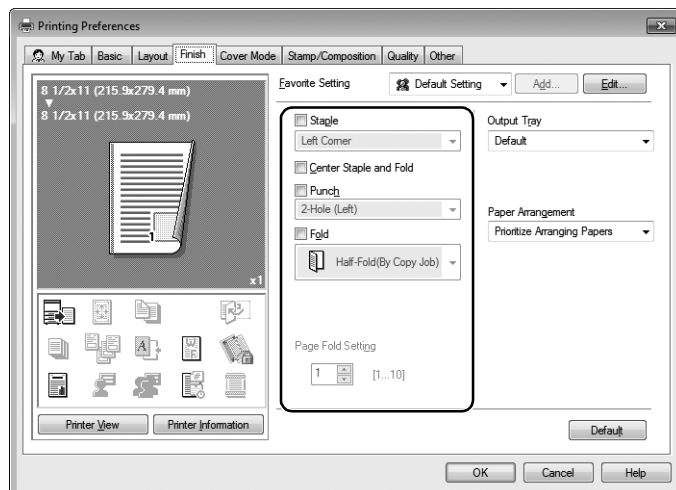 Printing Preferences
My Tab Basic Layout Finish Cover Mode Stamp/Composition Quality Other
8 1/2x11 (215.9x279.4 mm)
8 1/2x11 (215.9x279.4 mm)
1
x1
Printer View Printer Information
Favorite Setting Default Setting Add... Edit...
Staple
Left Corner
Center Staple and Fold
Punch
2-Hole (Left)
Fold
Half-Fold(By Copy Job)
Page Fold Setting
1 [1...10]
Output Tray
Default
Paper Arrangement
Prioritize Arranging Papers
Default
OK Cancel Help